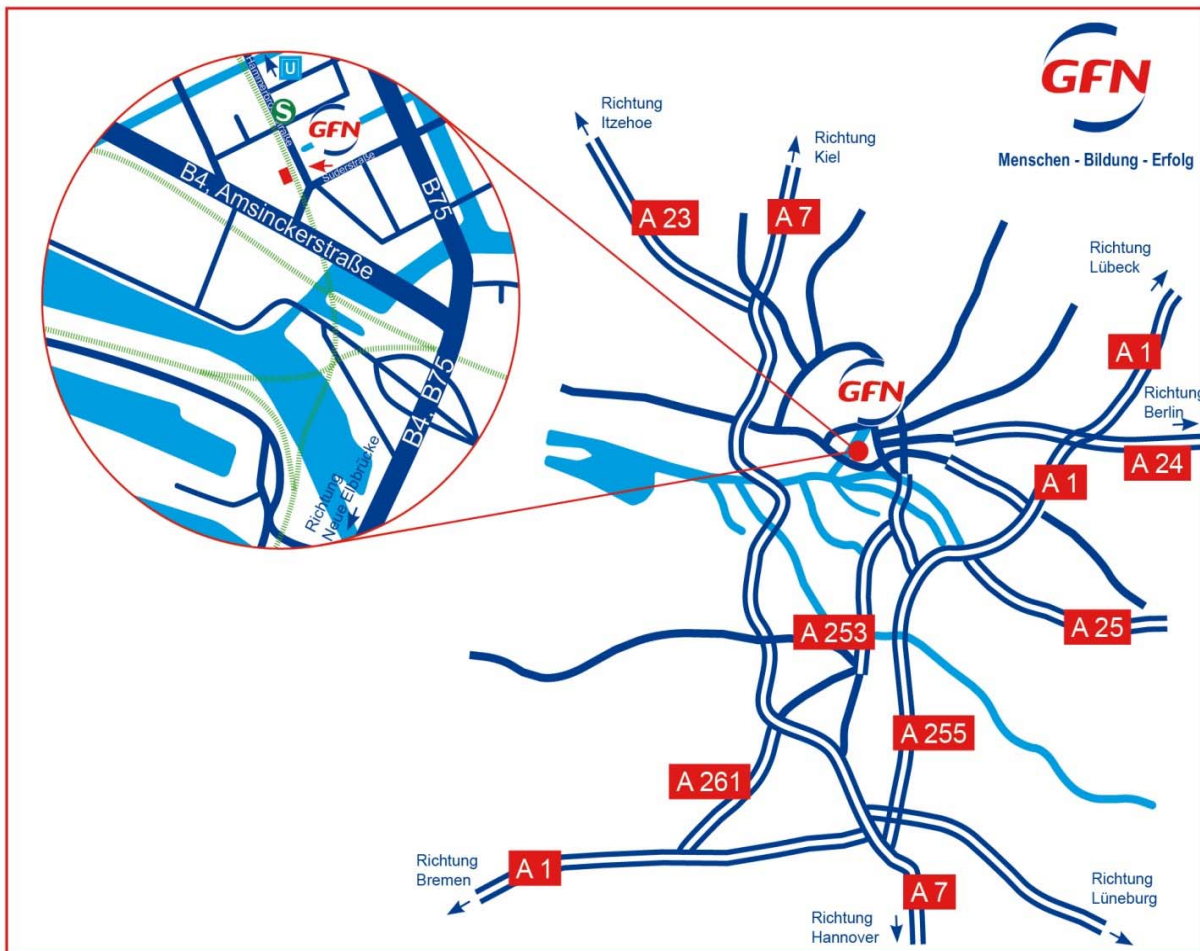 GFN
Menschen - Bildung - Erfolg
U
S
GFN
Süderstraße
B4, Amsinckerstraße
B75
B4, B75
Richtung
Neue Elbbrücke
Richtung
Itzehoe
Richtung
Kiel
A 23
A 7
Richtung
Lübeck
A 1
Richtung
Berlin
GFN
A 24
A 1
A 253
A 25
A 255
A 261
Richtung
Bremen
A 1
A 7
Richtung
Hannover
Richtung
Lüneburg